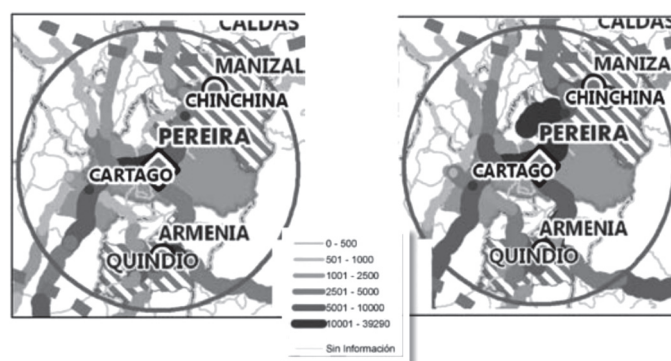 CALDAS
MANIZAL
CHINCHINA
PEREIRA
CARTAGO
ARMENIA
QUINDIO
CALDAS
MANIZA
CHINCHINA
PEREIRA
CARTAGO
ARMENIA
QUINDIO
0 - 500
501 - 1000
1001 - 2500
2501 - 5000
5001 - 10000
10001 - 39290
Sin Información